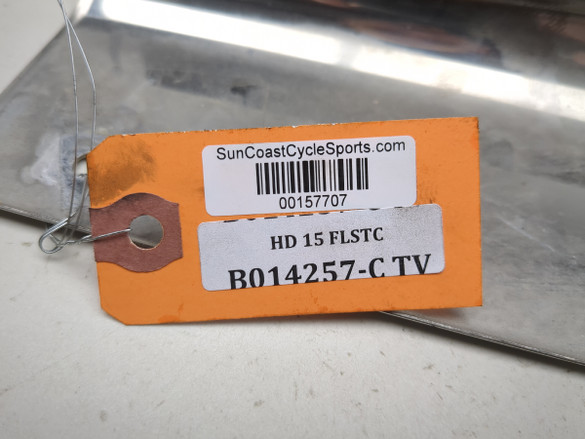 SunCoastCycleSports.com
00157707
HD 15 FLSTC
B014257-C TV